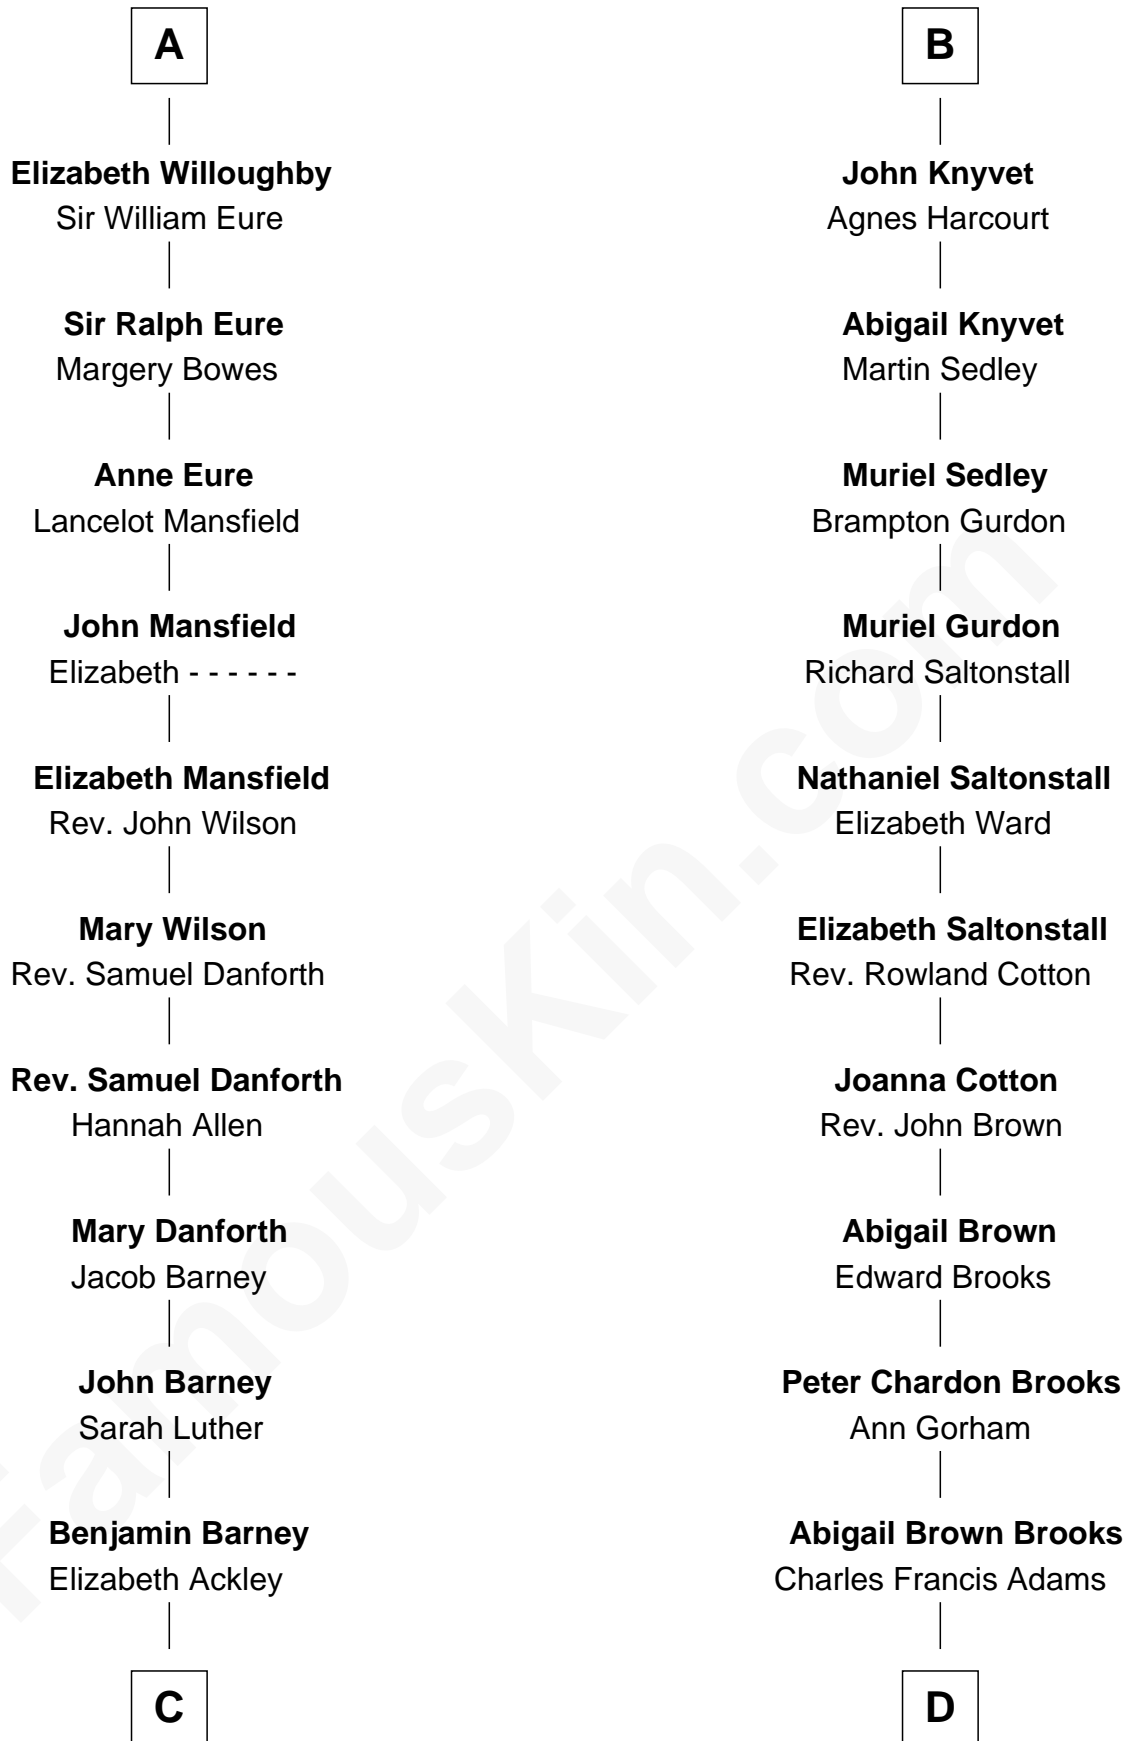 A
Elizabeth Willoughby
Sir William Eure
Sir Ralph Eure
Margery Bowes
Anne Eure
Lancelot Mansfield
John Mansfield
Elizabeth - - - - - -
Elizabeth Mansfield
Rev. John Wilson
Mary Wilson
Rev. Samuel Danforth
Rev. Samuel Danforth
Hannah Allen
Mary Danforth
Jacob Barney
John Barney
Sarah Luther
Benjamin Barney
Elizabeth Ackley
C
B
John Knyvet
Agnes Harcourt
Abigail Knyvet
Martin Sedley
Muriel Sedley
Brampton Gurdon
Muriel Gurdon
Richard Saltonstall
Nathaniel Saltonstall
Elizabeth Ward
Elizabeth Saltonstall
Rev. Rowland Cotton
Joanna Cotton
Rev. John Brown
Abigail Brown
Edward Brooks
Peter Chardon Brooks
Ann Gorham
Abigail Brown Brooks
Charles Francis Adams
D
FamousKin.com